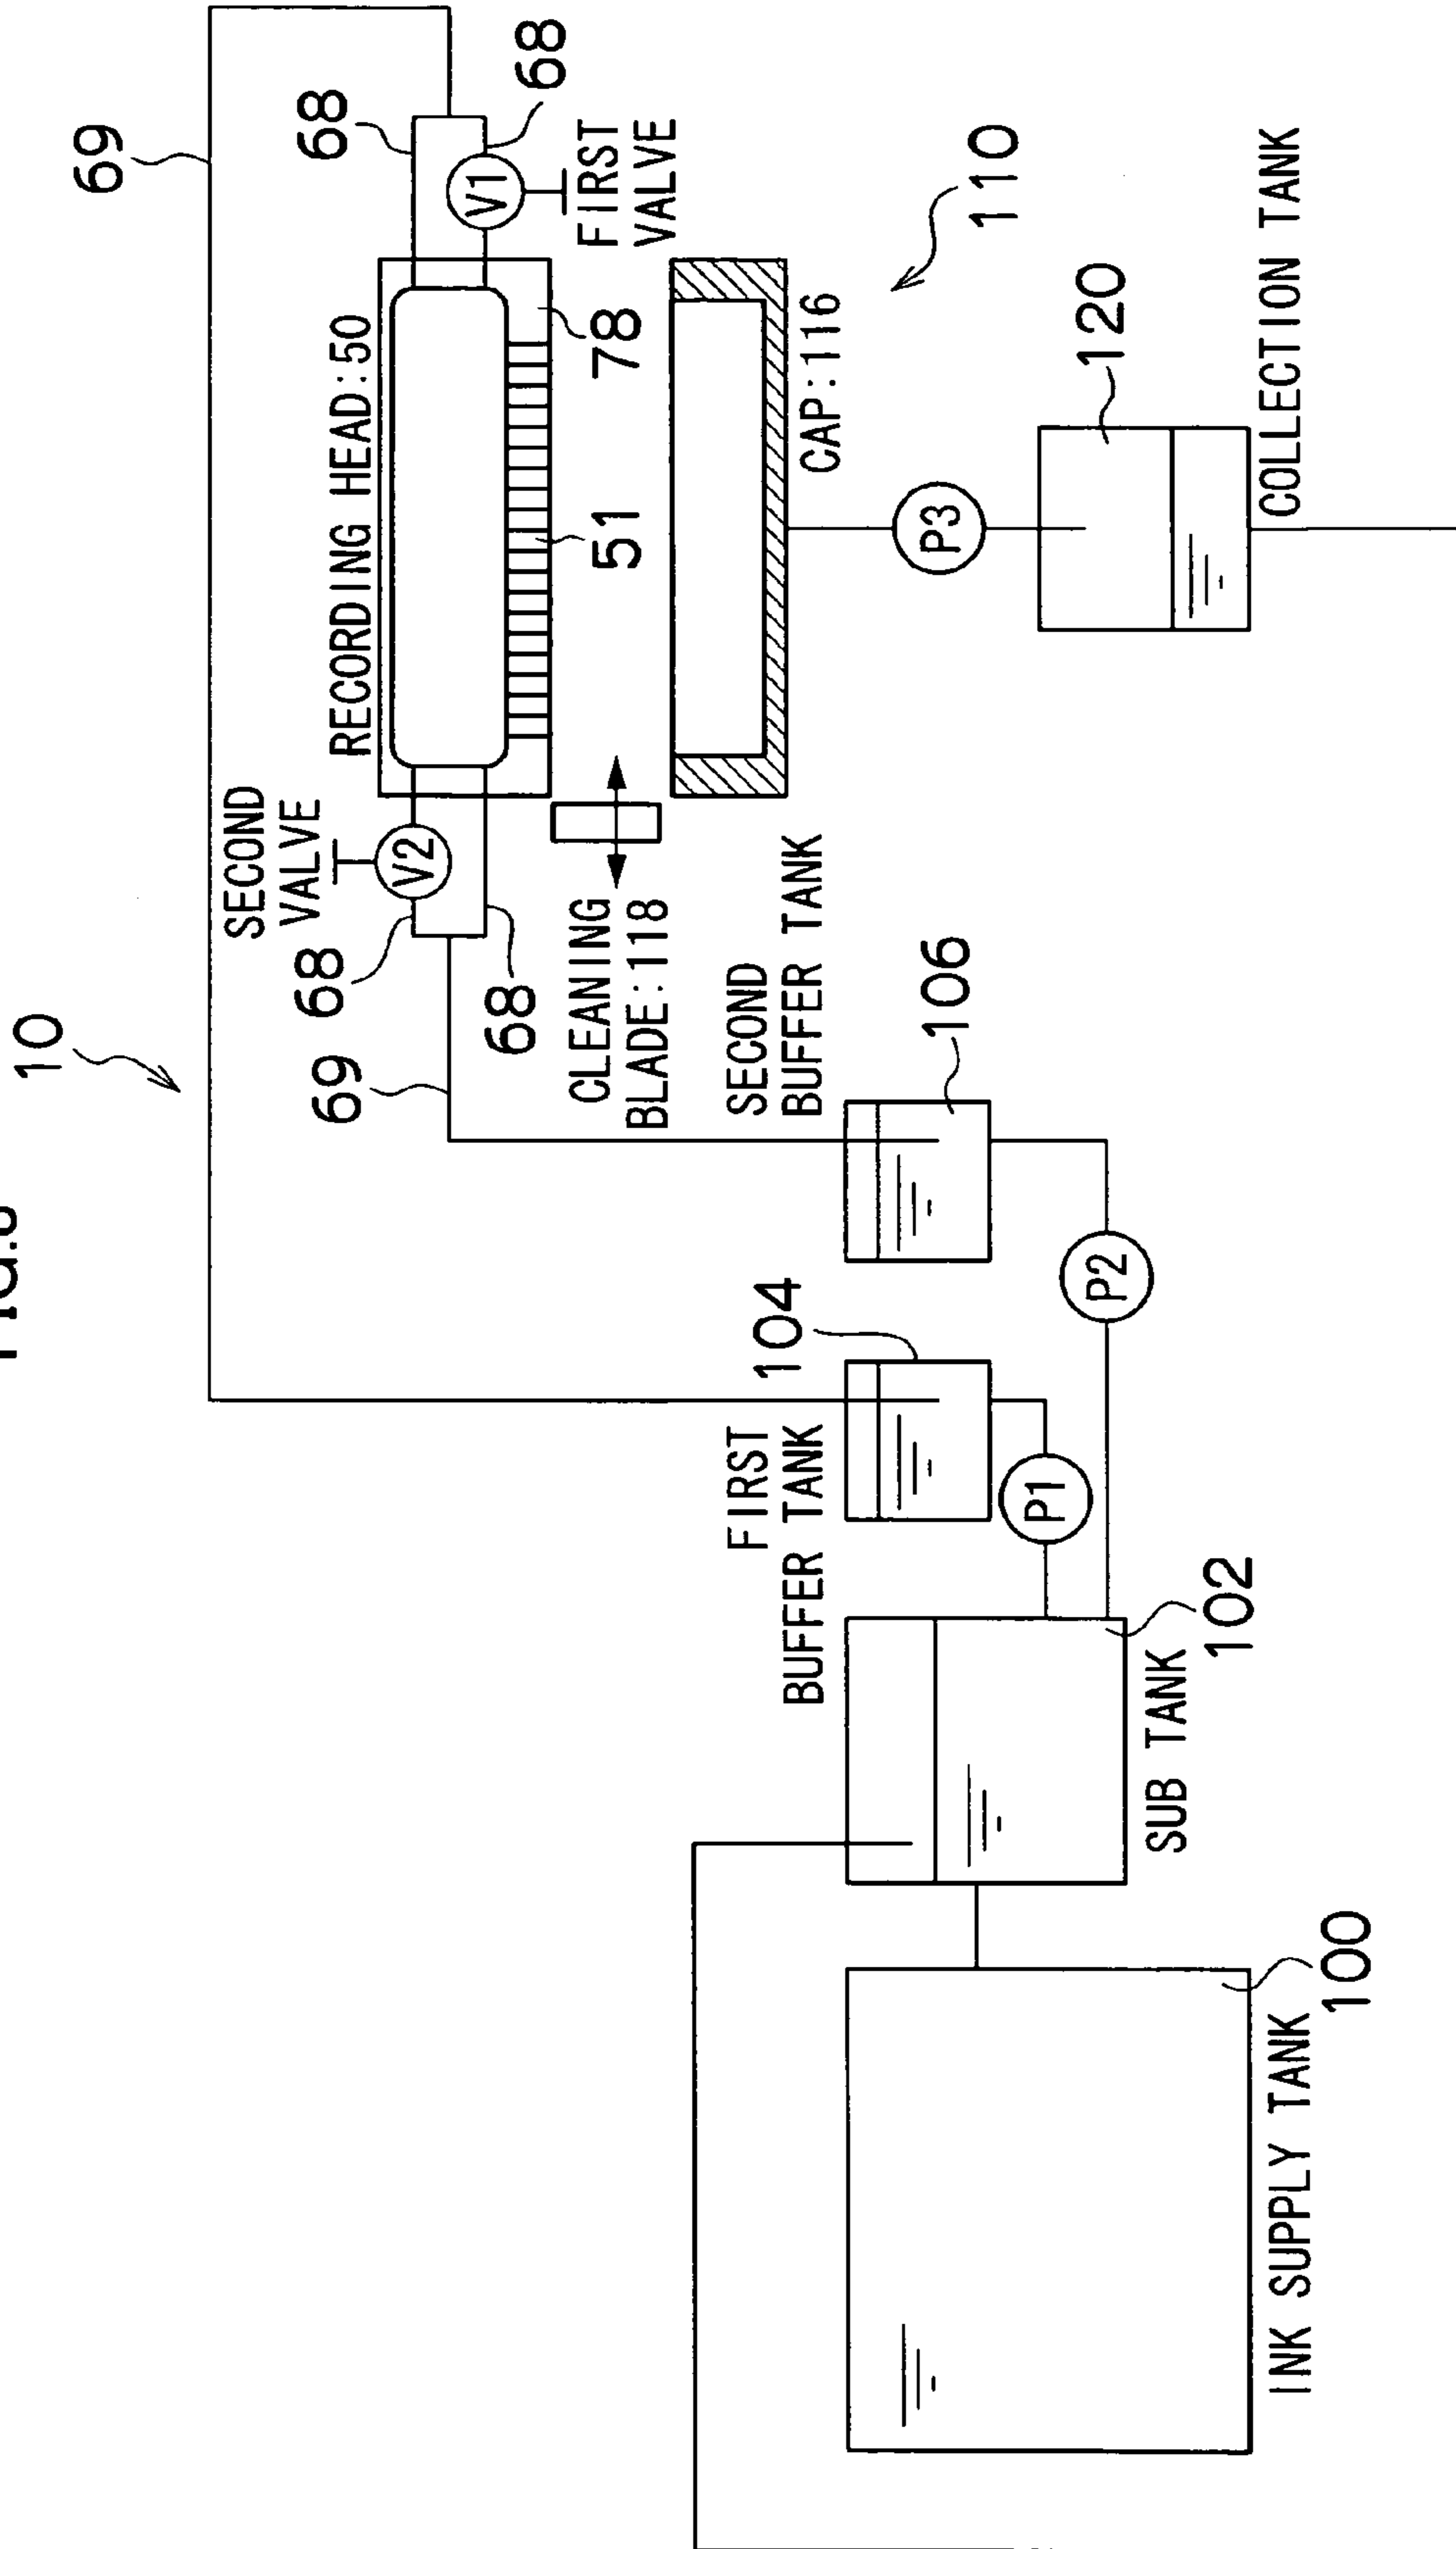 FIG.
10
69
SECOND
VALVE
RECORDING HEAD:50
68
68
69
68
68
V2
V1
FIRST
VALVE
51
78
CLEANING
BLADE:118
SECOND
BUFFER TANK
FIRST
BUFFER TANK
104
106
CAP:116
110
P3
P1
P2
120
SUB TANK
102
COLLECTION TANK
INK SUPPLY TANK
100